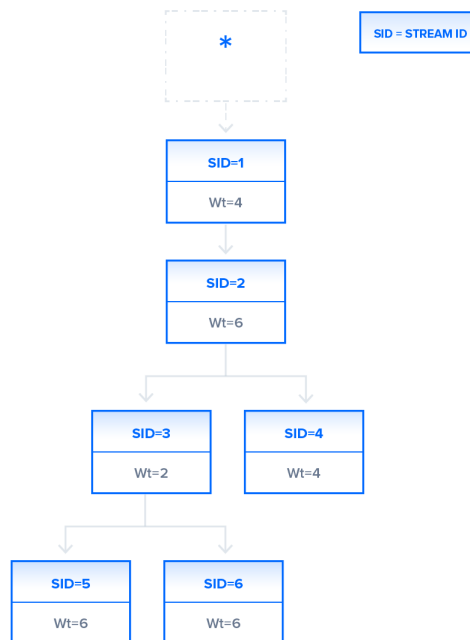 *
SID = STREAM ID
SID=1
Wt=4
SID=2
Wt=6
SID=3
Wt=2
SID=4
Wt=4
SID=5
Wt=6
SID=6
Wt=6